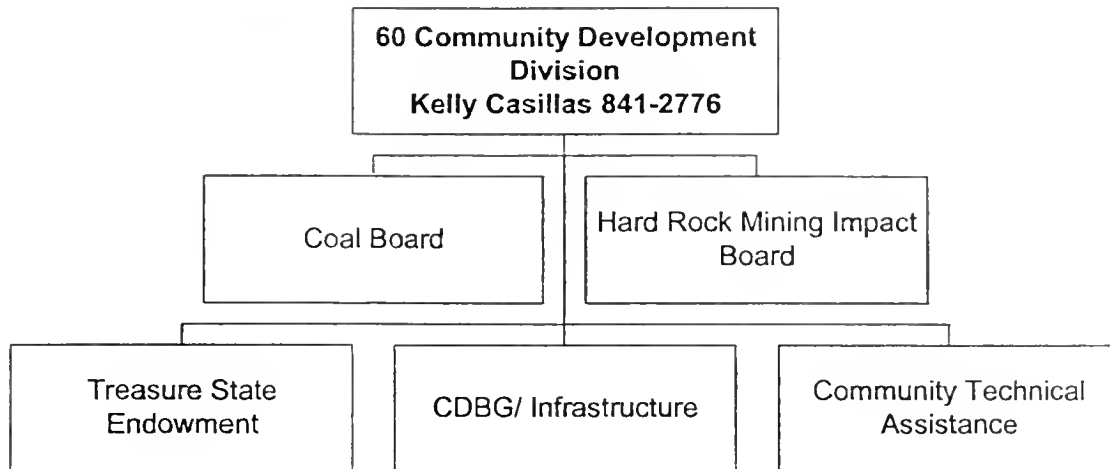 60 Community Development
Division
Kelly Casillas 841-2776
Coal Board
Hard Rock Mining Impact
Board
Treasure State
Endowment
CDBG/ Infrastructure
Community Technical
Assistance